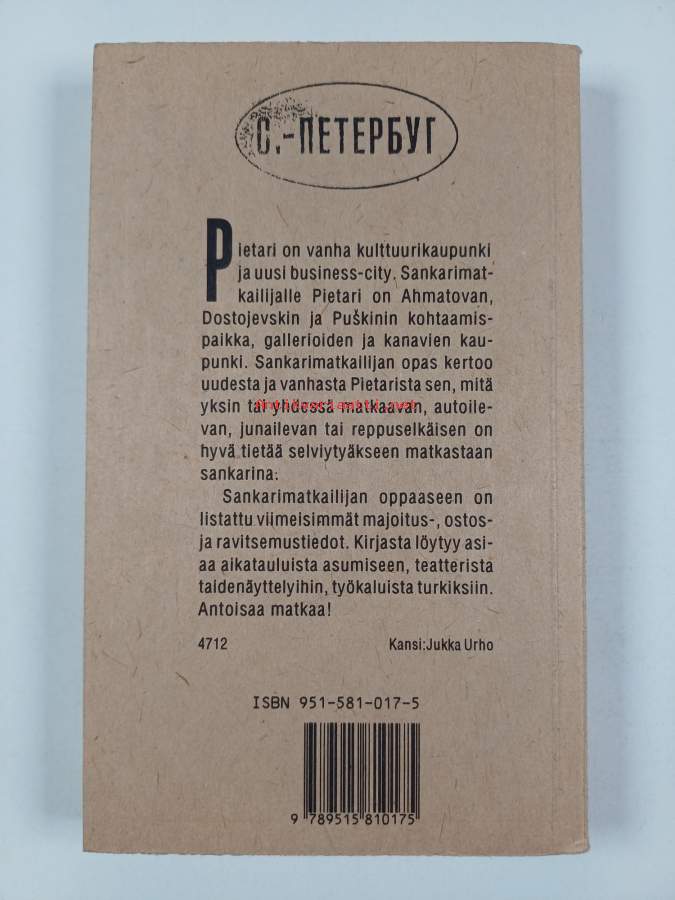 С.-ПЕТЕРБУГ
Pietari on vanha kulttuurikaupunki
ja uusi business-city. Sankarimat-
kailijalle Pietari on Ahmatovan,
Dostojevskin ja Puškinin kohtaamis-
paikka, gallerioiden ja kanavien kau-
punki. Sankarimatkailijan opas kertoo
uudesta ja vanhasta Pietarista sen, mitä
yksin tai yhdessä matkaavan, autoile-
van, junailevan tai reppuselkäisen on
hyvä tietää selviytyäkseen matkastaan
sankarina.
Sankarimatkailijan oppaaseen on
listattu viimeisimmät majoitus-, ostos-
ja ravitsemustiedot. Kirjasta löytyy asi-
aa aikatauluista asumiseen, teatterista
taidenäyttelyihin, työkaluista turkiksiin.
Antoisaa matkaa!
4712 Kansi:Jukka Urho
ISBN 951-581-017-5
9 789515 810175